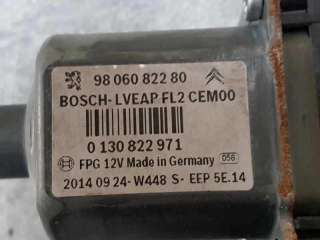 98 060 822 80
BOSCH-LVEAP FL2 CEM00
0 130 822 971
FPG 12V Made in Germany 056
2014 09 24-W448 S- EEP 5E.14